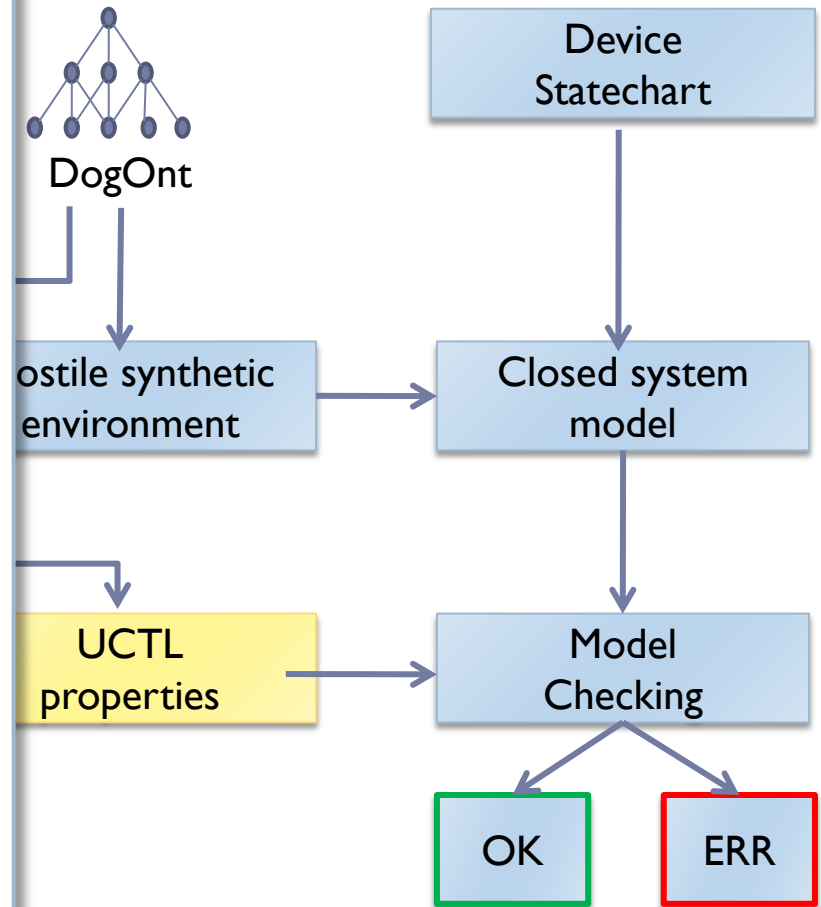 Device
Statechart
DogOnt
ostile synthetic
environment
Closed system
model
UCTL
properties
Model
Checking
OK
ERR